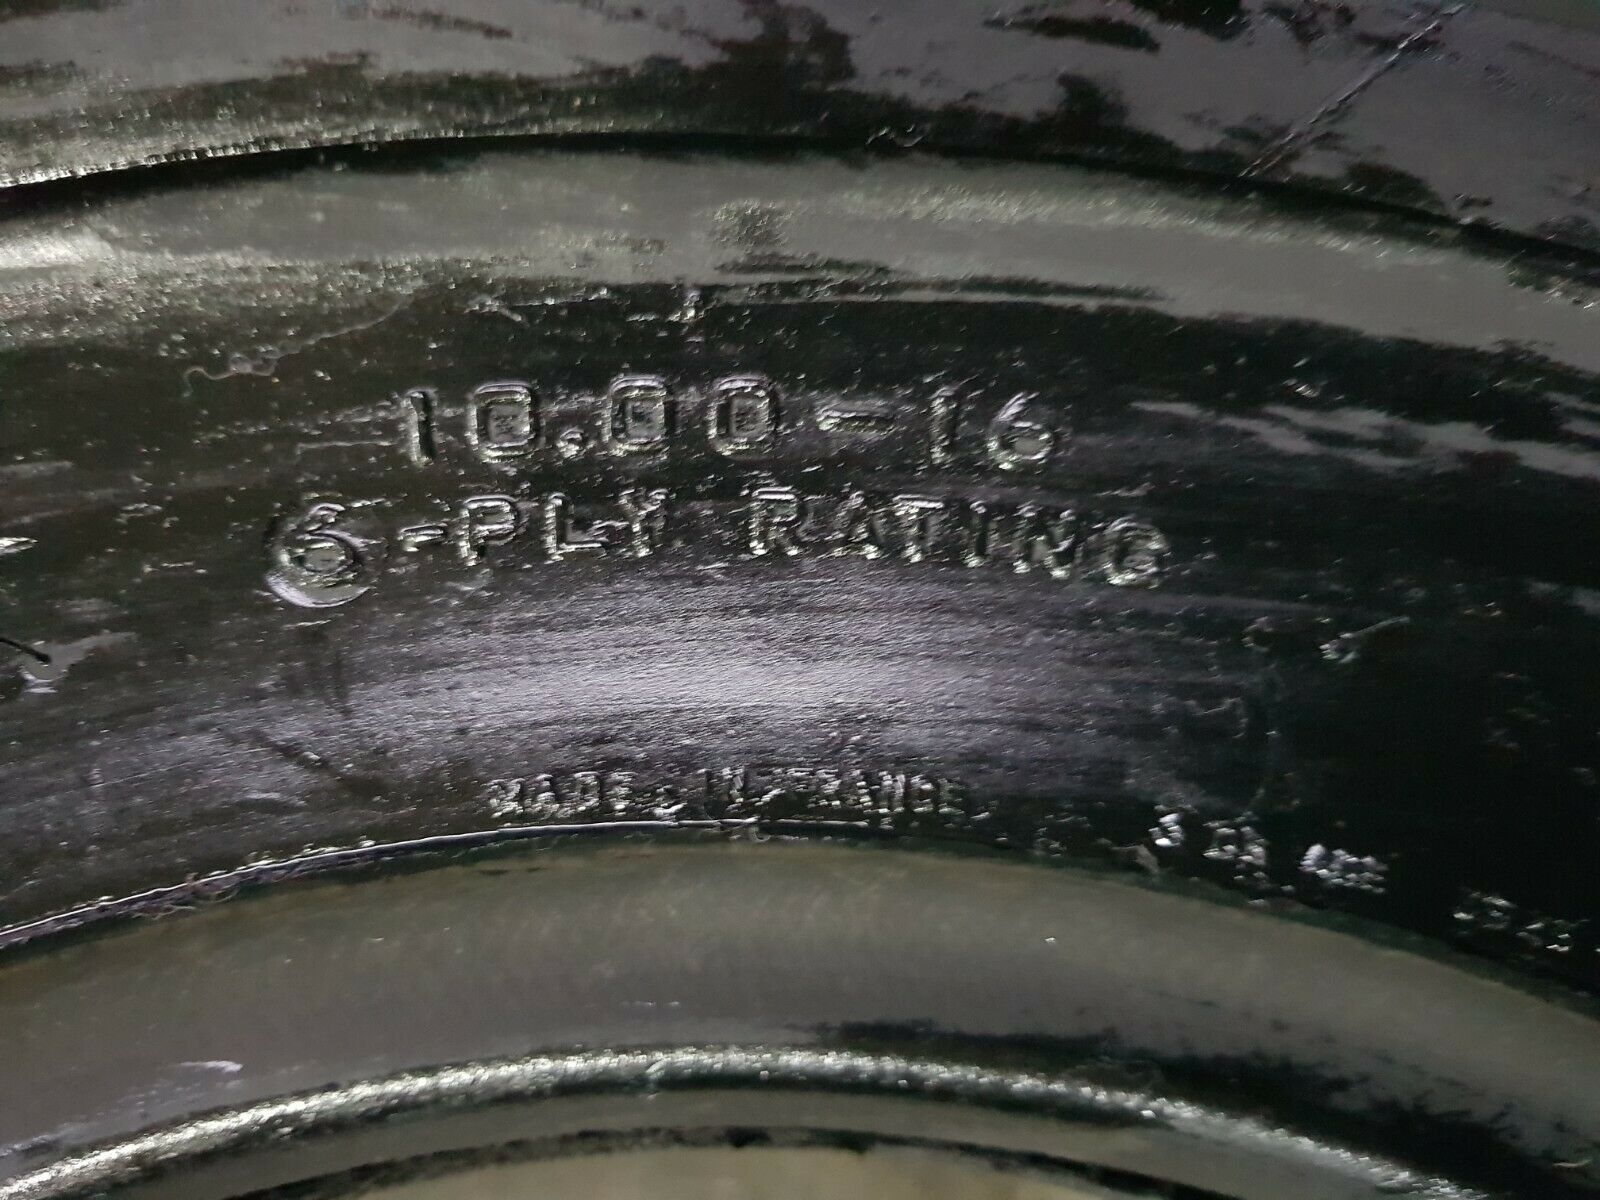 10.00-16
6-PLY RATING
MADE IN FRANCE